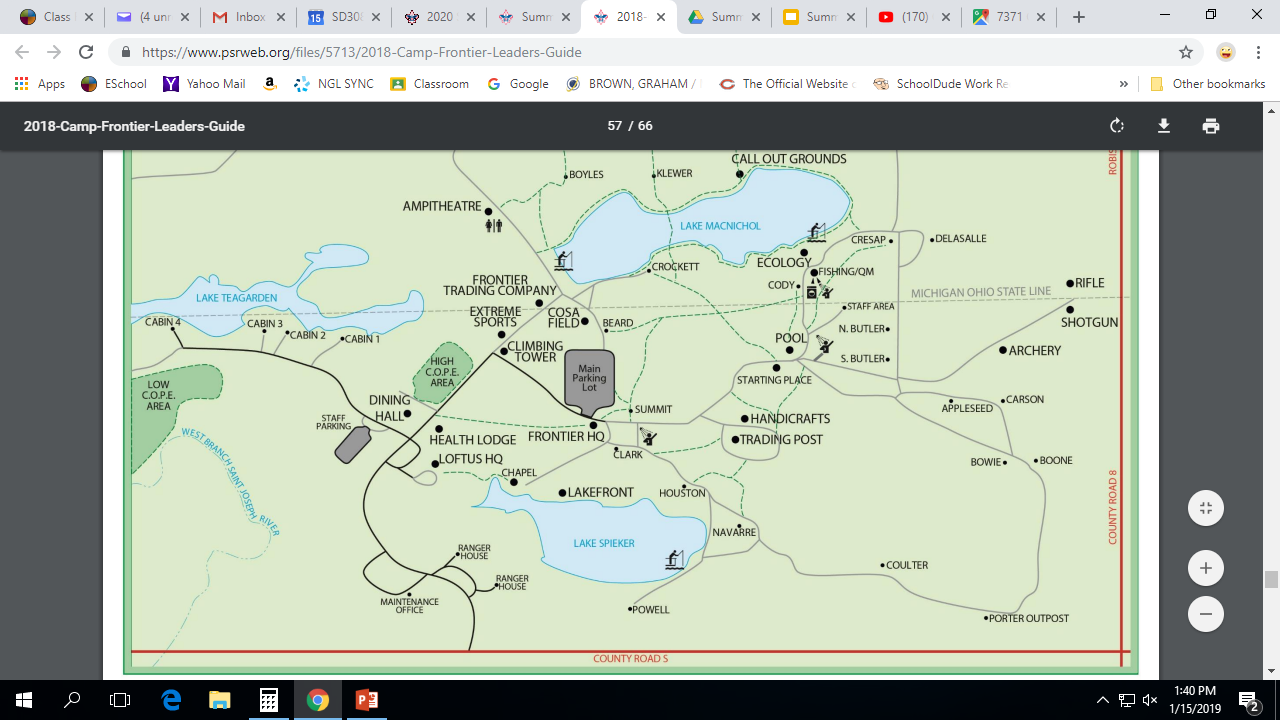 Class
(4 unr
Inbox
SD308
2020
Summ
2018-
Summ
Summ
(170)
7371
https://www.psrweb.org/files/5713/2018-Camp-Frontier-Leaders-Guide
Apps
ESchool
Yahoo Mail
NGL SYNC
Classroom
Google
BROWN, GRAHAM /
The Official Website
SchoolDude Work Re
»
Other bookmarks
2018-Camp-Frontier-Leaders-Guide
57 / 66
CALL OUT GROUNDS
BOYLES
KLEWER
AMPITHEATRE
LAKE MACNICHOL
CRESAP
DELASALLE
ECOLOGY
CROCKETT
FISHING/QM
FRONTIER
TRADING COMPANY
CODY
MICHIGAN OHIO STATE LINE
RIFLE
LAKE TEAGARDEN
STAFF AREA
EXTREME
SPORTS
COSA
FIELD
BEARD
SHOTGUN
CABIN 4
CABIN 3
CABIN 2
CABIN 1
N. BUTLER
POOL
CLIMBING
TOWER
ARCHERY
S. BUTLER
HIGH
C.O.P.E.
AREA
Main
Parking
Lot
STARTING PLACE
LOW
C.O.P.E.
AREA
DINING
HALL
SUMMIT
APPLESEED
CARSON
STAFF
PARKING
HANDICRAFTS
HEALTH LODGE
FRONTIER HQ
TRADING POST
WEST BRANCH SAINT JOSEPH RIVER
LOFTUS HQ
CLARK
BOWIE
BOONE
CHAPEL
LAKEFRONT
HOUSTON
ROBIS
COUNTY ROAD 8
LAKE SPIEKER
NAVARRE
RANGER
HOUSE
COULTER
RANGER
HOUSE
MAINTENANCE
OFFICE
POWELL
PORTER OUTPOST
COUNTY ROAD S
1:40 PM
1/15/2019
2